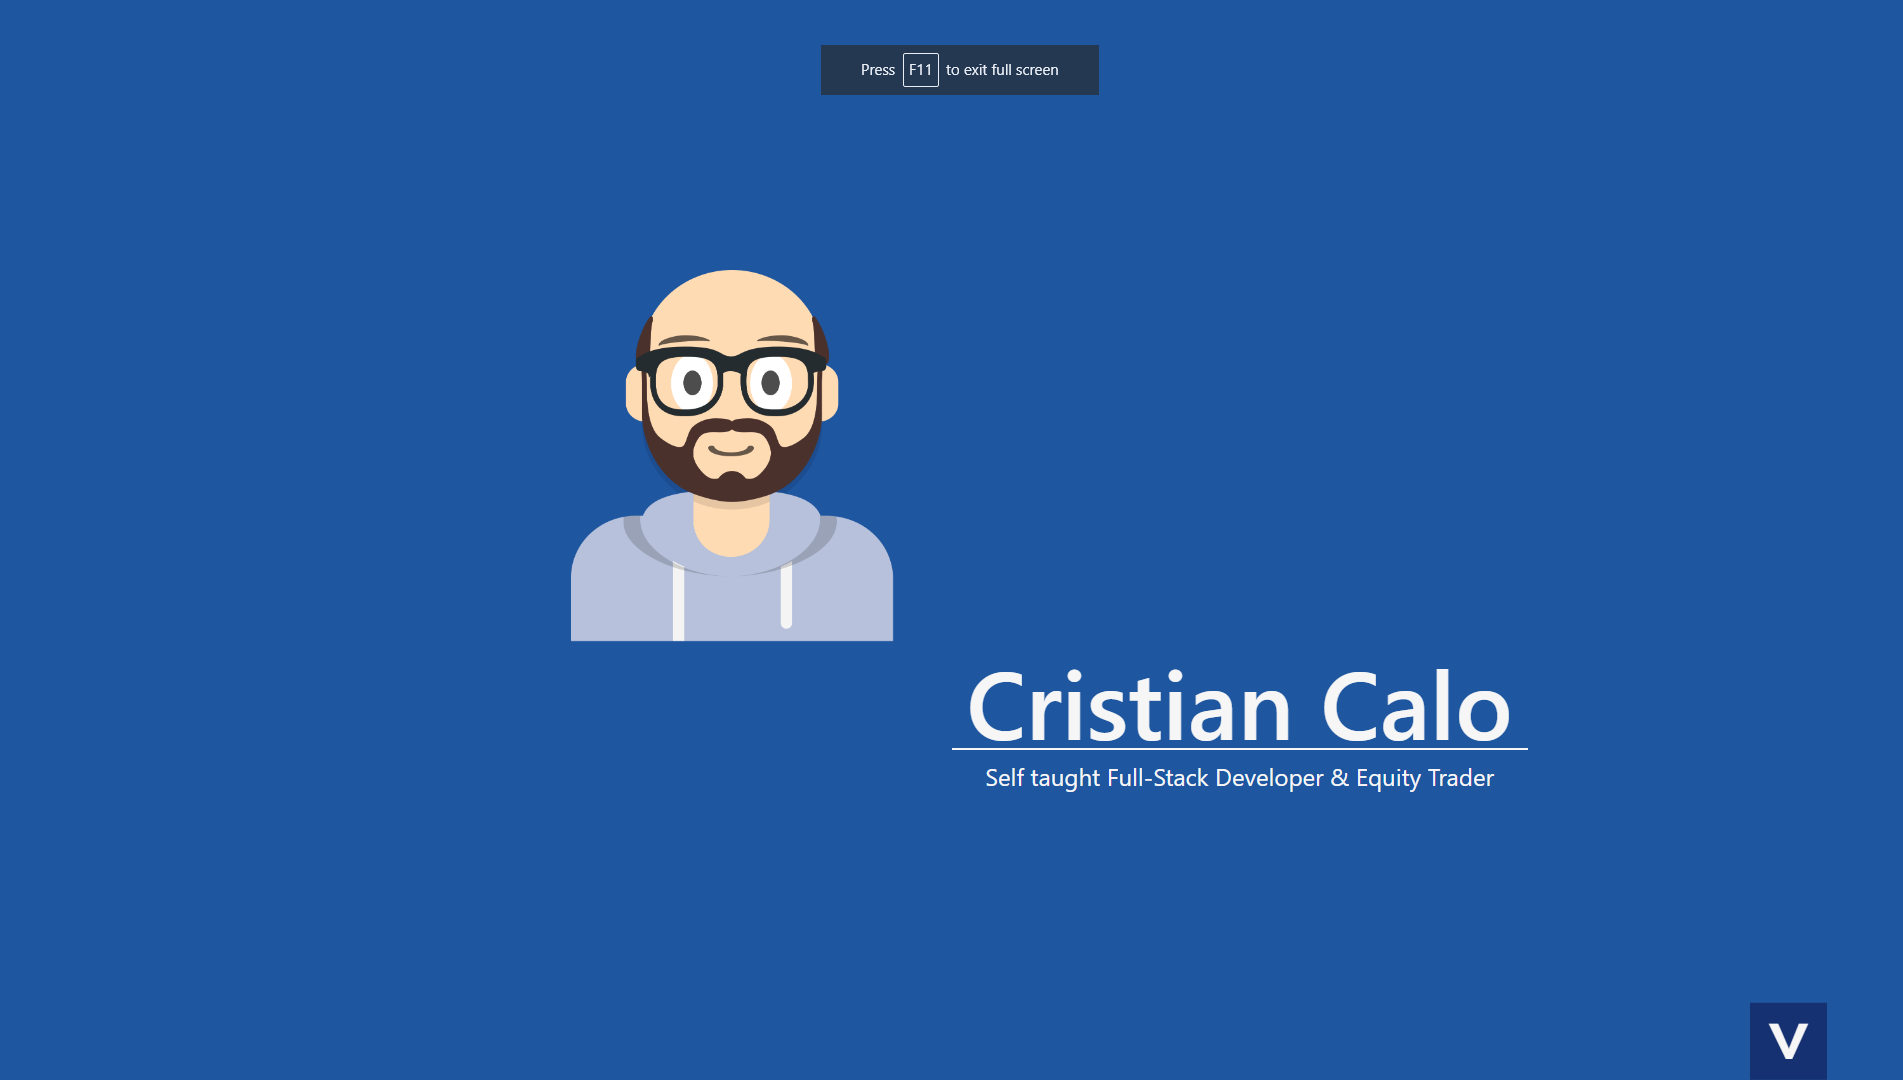 Press F11 to exit full screen
Cristian Calo
Self taught Full-Stack Developer & Equity Trader
V